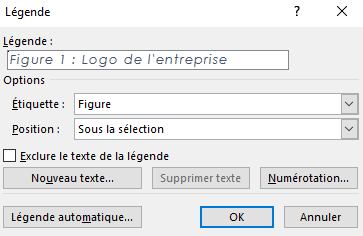 Légende
?
Légende :
Figure 1 : Logo de l'entreprise
Options
Étiquette :
Figure
Position :
Sous la sélection
Exclure le texte de la légende
Nouveau texte...
Supprimer texte
Numérotation...
Légende automatique...
OK
Annuler